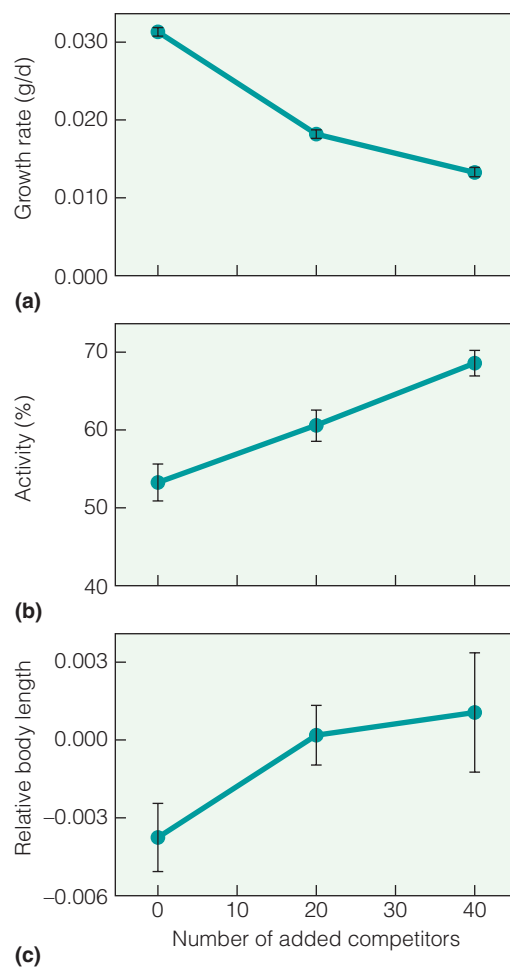 0.030
0.020
0.010
0.000
Growth rate (g/d)
(a)
70
60
50
40
Activity (%)
(b)
0.003
0.000
−0.003
−0.006
Relative body length
0 10 20 30 40
Number of added competitors
(c)